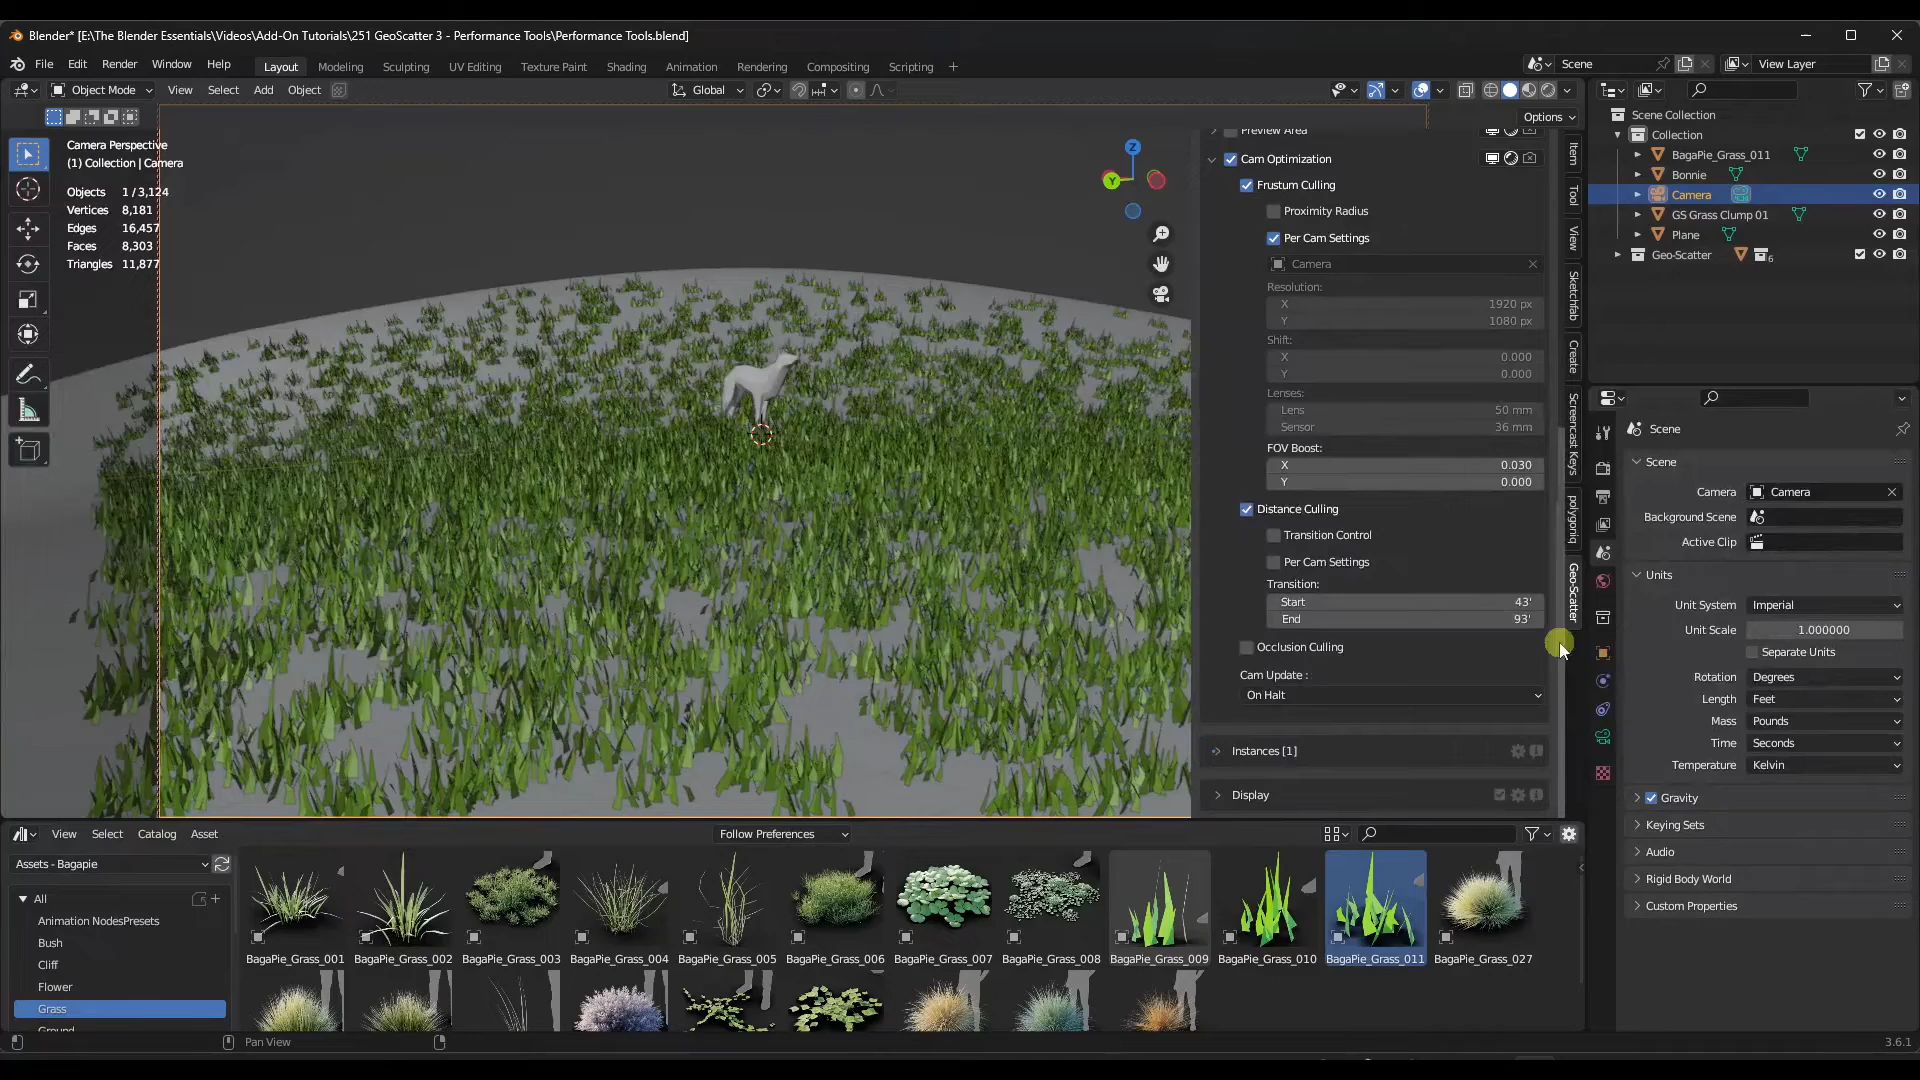 Blender* [E:\The Blender Essentials\Videos\Add-On Tutorials\251 GeoScatter 3 - Performance Tools\Performance Tools.blend]
File Edit Render Window Help Layout Modeling Sculpting UV Editing Texture Paint Shading Animation Rendering Compositing Scripting + Scene View Layer
Object Mode View Select Add Object Global
Options
Camera Perspective
(1) Collection | Camera
Objects 1 / 3,124
Vertices 8,181
Edges 16,457
Faces 8,303
Triangles 11,877
Z
Y
Preview Area
Cam Optimization
Frustum Culling
Proximity Radius
Per Cam Settings
Camera
Resolution:
X 1920 px
Y 1080 px
Shift:
X 0.000
Y 0.000
Lenses:
Lens 50 mm
Sensor 36 mm
FOV Boost:
X 0.030
Y 0.000
Distance Culling
Transition Control
Per Cam Settings
Transition:
Start 43'
End 93'
Occlusion Culling
Cam Update :
On Halt
Instances [1]
Display
Item
Tool
View
Sketchfab
Create
Screencast Keys
polygoniq
Geo-Scatter
Scene Collection
Collection
BagaPie_Grass_011
Bonnie
Camera
GS Grass Clump 01
Plane
Geo-Scatter 6
Scene
Scene
Camera Camera
Background Scene
Active Clip
Units
Unit System Imperial
Unit Scale 1.000000
Separate Units
Rotation Degrees
Length Feet
Mass Pounds
Time Seconds
Temperature Kelvin
Gravity
Keying Sets
Audio
Rigid Body World
Custom Properties
View Select Catalog Asset Follow Preferences
Assets - Bagapie
All
Animation NodesPresets
Bush
Cliff
Flower
Grass
Ground
BagaPie_Grass_001 BagaPie_Grass_002 BagaPie_Grass_003 BagaPie_Grass_004 BagaPie_Grass_005 BagaPie_Grass_006 BagaPie_Grass_007 BagaPie_Grass_008 BagaPie_Grass_009 BagaPie_Grass_010 BagaPie_Grass_011 BagaPie_Grass_027
Pan View
3.6.1